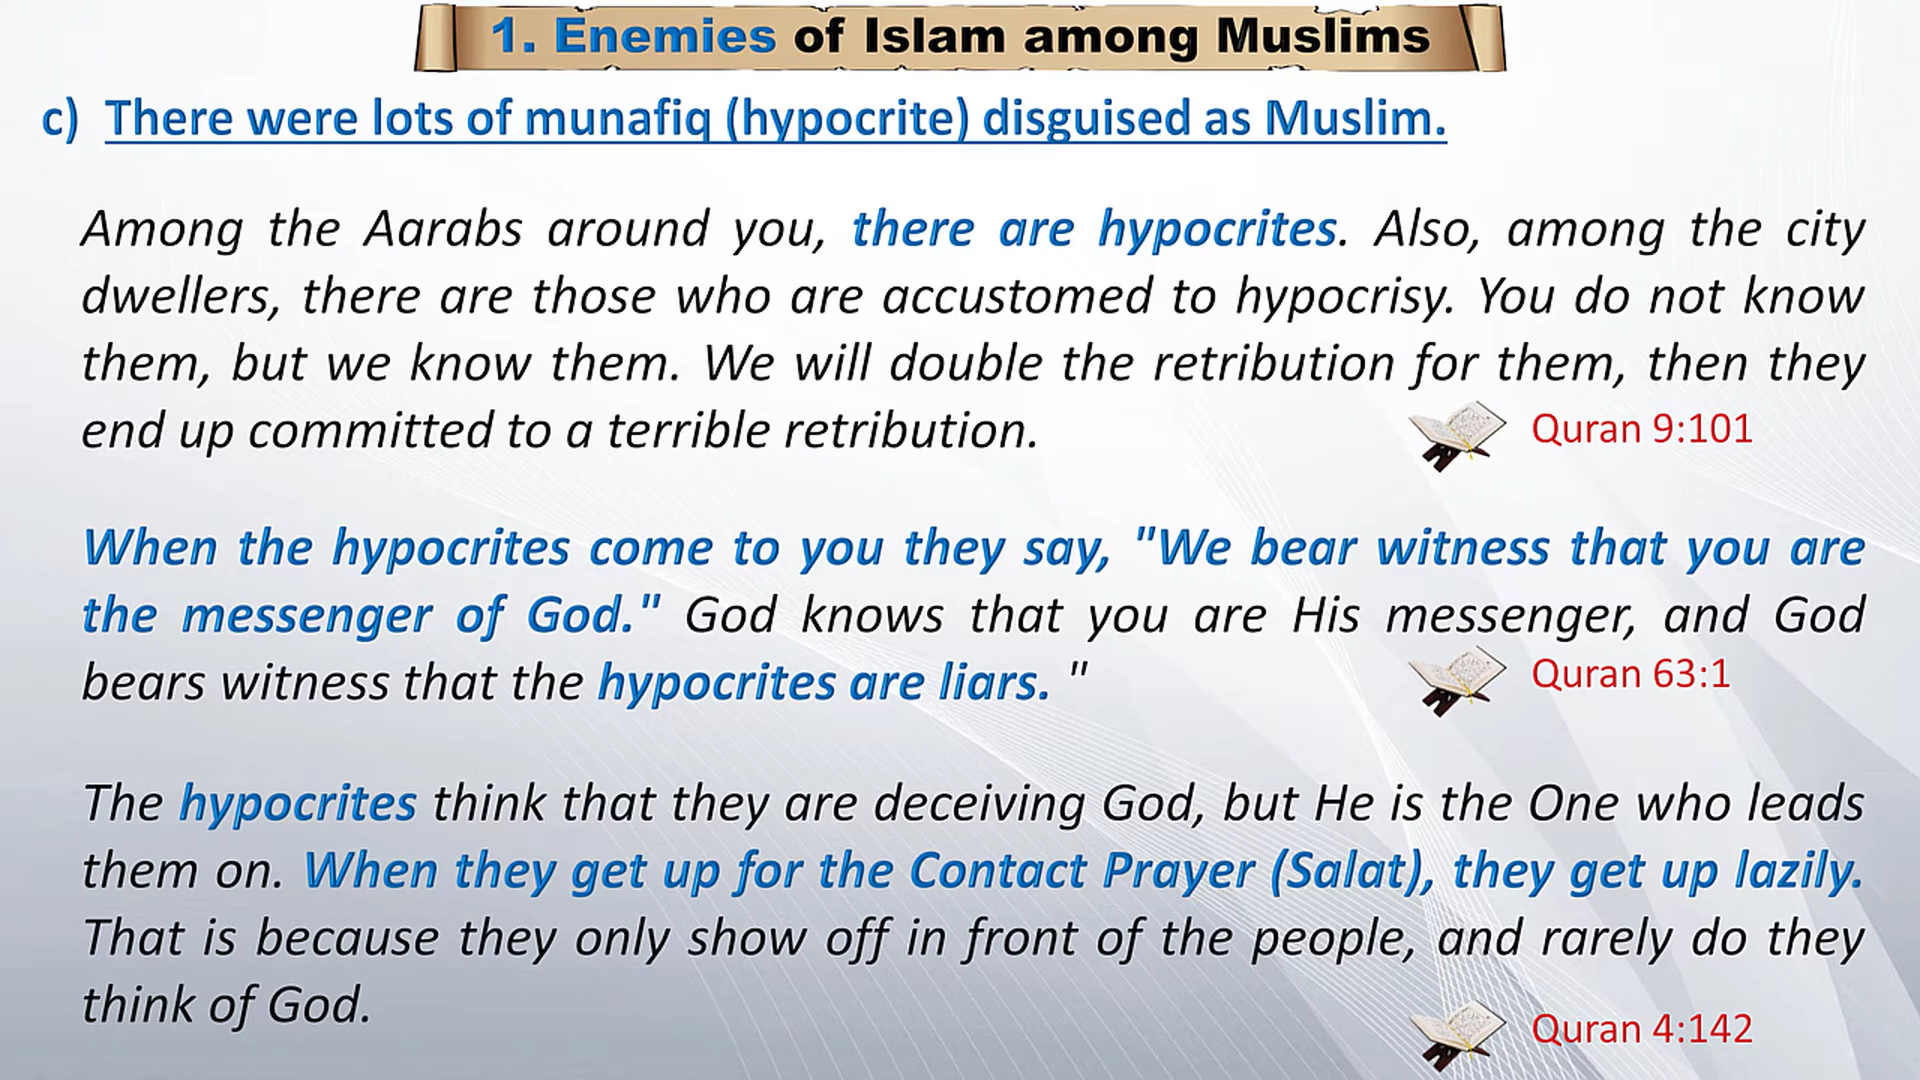 1. Enemies of Islam among Muslims
c) There were lots of munafiq (hypocrite) disguised as Muslim.
Among the Aarabs around you, there are hypocrites. Also, among the city
dwellers, there are those who are accustomed to hypocrisy. You do not know
them, but we know them. We will double the retribution for them, then they
end up committed to a terrible retribution.
Quran 9:101
When the hypocrites come to you they say, "We bear witness that you are
the messenger of God." God knows that you are His messenger, and God
bears witness that the hypocrites are liars. "
Quran 63:1
The hypocrites think that they are deceiving God, but He is the One who leads
them on. When they get up for the Contact Prayer (Salat), they get up lazily.
That is because they only show off in front of the people, and rarely do they
think of God.
Quran 4:142